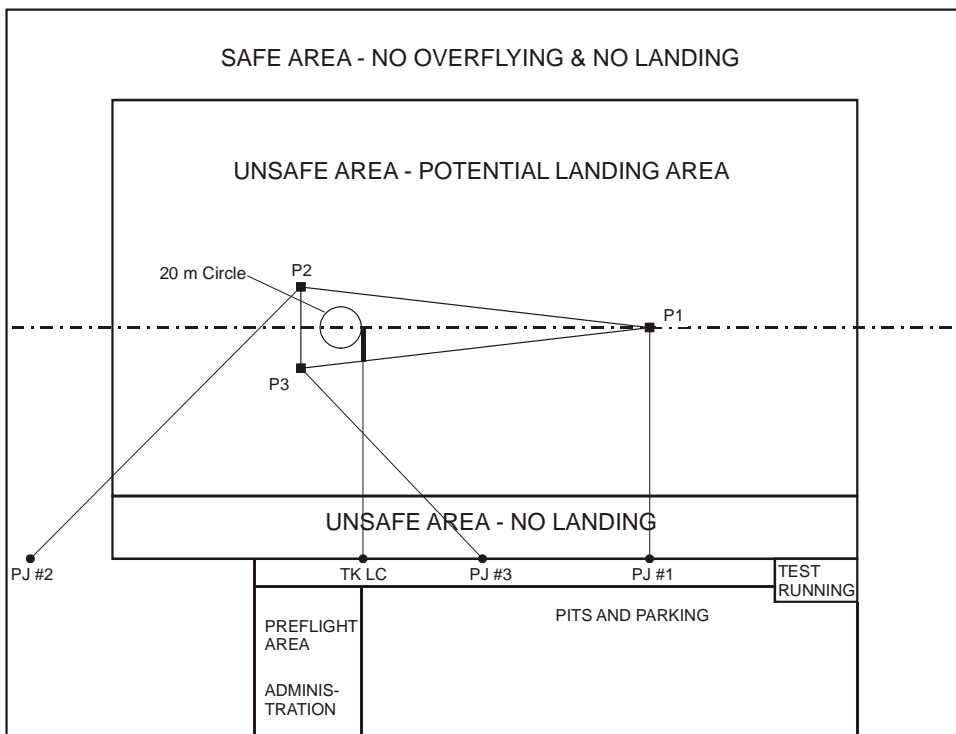 SAFE AREA - NO OVERFLYING & NO LANDING
UNSAFE AREA - POTENTIAL LANDING AREA
20 m Circle
P2
P1
P3
UNSAFE AREA - NO LANDING
PJ #2
TK LC
PJ #3
PJ #1
TEST
RUNNING
PITS AND PARKING
PREFLIGHT
AREA
ADMINIS-
TRATION